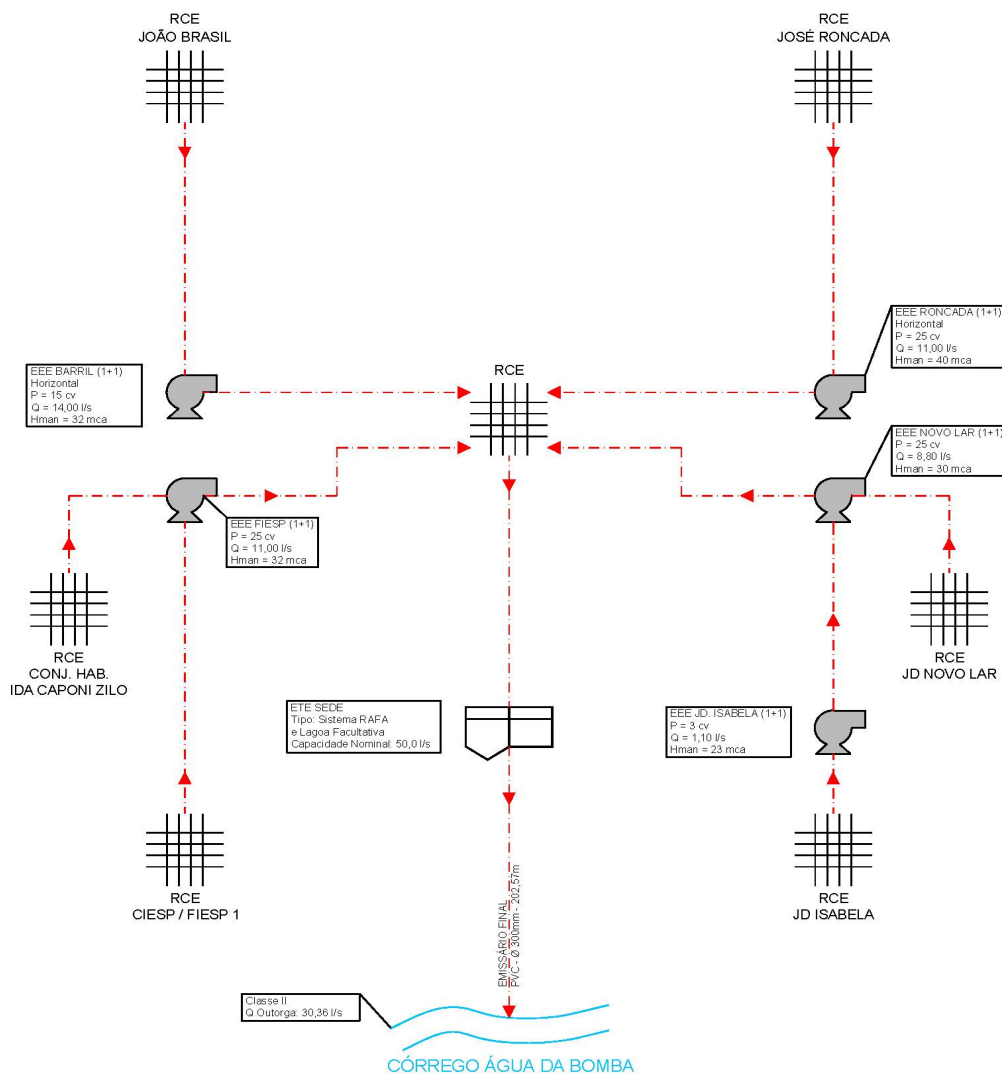 RCE
JOÃO BRASIL
RCE
JOSÉ RONCADA
EEE RONCADA (1+1)
Horizontal
P = 25 cv
Q = 11,00 l/s
Hman = 40 mca
EEE BARRIL (1+1)
Horizontal
P = 15 cv
Q = 14,00 l/s
Hman = 32 mca
RCE
EEE NOVO LAR (1+1)
P = 25 cv
Q = 8,80 l/s
Hman = 30 mca
EEE FIESP (1+1)
P = 25 cv
Q = 11,00 l/s
Hman = 32 mca
RCE
CONJ. HAB.
IDA CAPONI ZILO
RCE
JD NOVO LAR
ETE SEDE
Tipo: Sistema RAFA
e Lagoa Facultativa
Capacidade Nominal: 50,0 l/s
EEE JD. ISABELA (1+1)
P = 3 cv
Q = 1,10 l/s
Hman = 23 mca
RCE
CIESP / FIESP 1
RCE
JD ISABELA
EMISSÁRIO FINAL
PVC - Ø 300mm - 202,57m
Classe II
Q Outorga: 30,36 l/s
CÓRREGO ÁGUA DA BOMBA